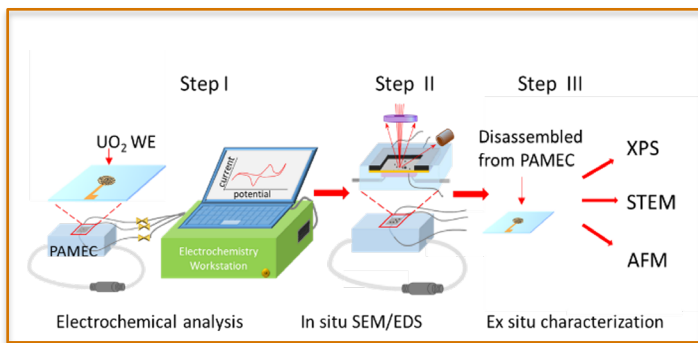 Step I
Step II
Step III
UO₂ WE
current
potential
PAMEC
Electrochemistry
Workstation
Disassembled
from PAMEC
XPS
STEM
AFM
Electrochemical analysis
In situ SEM/EDS
Ex situ characterization